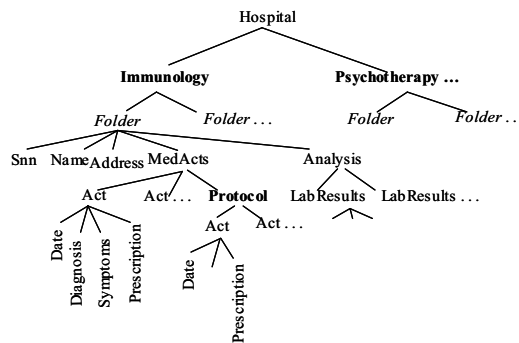 Hospital
Immunology Psychotherapy ...
Folder Folder ... Folder Folder ..
Snn Name Address MedActs Analysis
Act Act ... Protocol LabResults LabResults ...
Act Act ...
Date
Diagnosis
Symptoms
Prescription
Date
Prescription